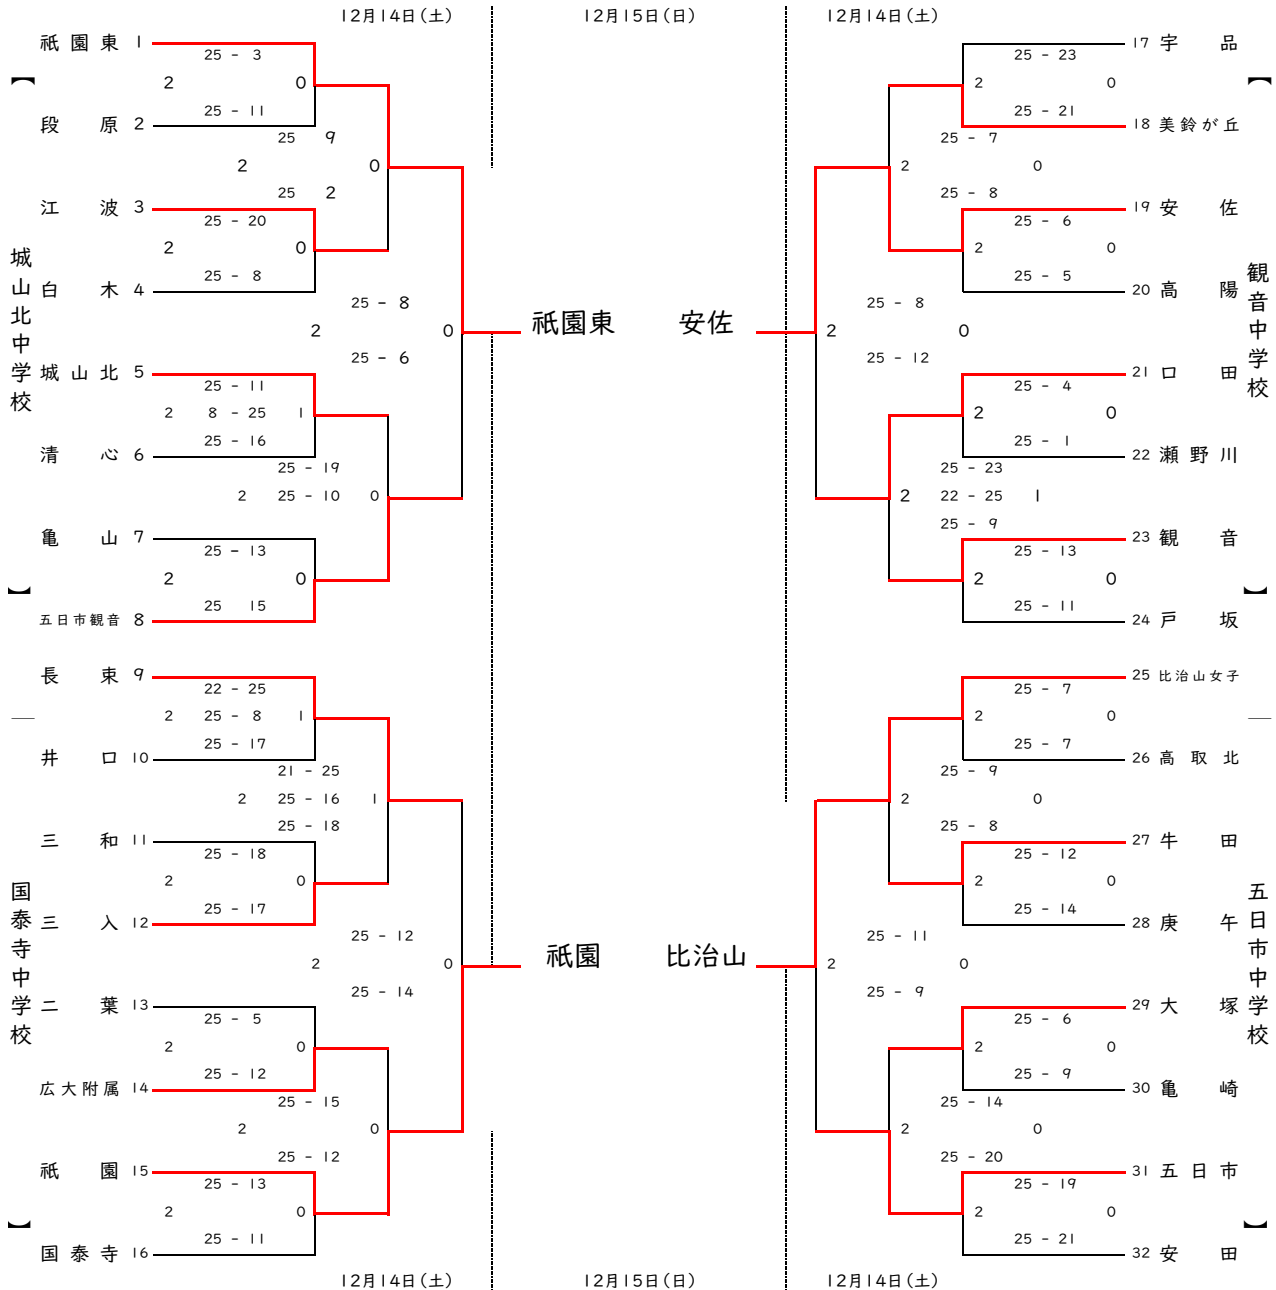 12月14日(土) 12月15日(日) 12月14日(土)
祇園東 1 17 宇品
25 - 3 25 - 23
2 0 2 0
25 - 11 25 - 21
段原 2 18 美鈴が丘
25 9 25 - 7
2 0 2 0
25 2 25 - 8
江波 3 19 安佐
25 - 20 25 - 6
2 0 2 0
25 - 8 25 - 5
白木 4 20 高陽
25 - 8 25 - 8
2 0 祇園東 安佐 2 0
25 - 6 25 - 12
城山北 5 21 口田
25 - 11 25 - 4
2 8 - 25 1 2 0
25 - 16 25 - 1
清心 6 22 瀬野川
25 - 19 25 - 23
2 25 - 10 0 2 22 - 25 1
25 - 9
亀山 7 23 観音
25 - 13 25 - 13
2 0 2 0
25 15 25 - 11
五日市観音 8 24 戸坂
【城山北中学校】
【観音中学校】
長束 9 25 比治山女子
22 - 25 25 - 7
2 25 - 8 1 2 0
25 - 17 25 - 7
井口 10 26 高取北
21 - 25 25 - 9
2 25 - 16 1 2 0
25 - 18 25 - 8
三和 11 27 牛田
25 - 18 25 - 12
2 0 2 0
25 - 17 25 - 14
三入 12 28 庚午
25 - 12 25 - 11
2 0 祇園 比治山 2 0
25 - 14 25 - 9
二葉 13 29 大塚
25 - 5 25 - 6
2 0 2 0
25 - 12 25 - 9
広大附属 14 30 亀崎
25 - 15 25 - 14
2 0 2 0
25 - 12 25 - 20
祇園 15 31 五日市
25 - 13 25 - 19
2 0 2 0
25 - 11 25 - 21
国泰寺 16 32 安田
︱国泰寺中学校】
︱五日市中学校】
12月14日(土) 12月15日(日) 12月14日(土)